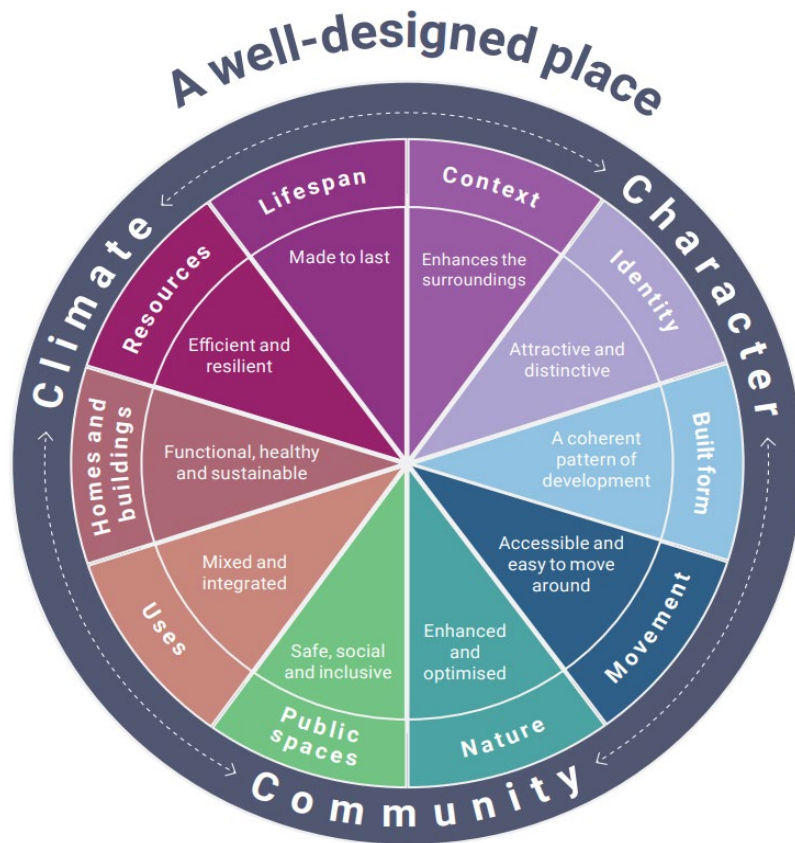 A well-designed place
Climate
Character
Community
Context
Enhances the
surroundings
Identity
Attractive and
distinctive
Built form
A coherent
pattern of
development
Movement
Accessible and
easy to move
around
Nature
Enhanced
and
optimised
Public
spaces
Safe, social
and inclusive
Uses
Mixed and
integrated
Homes and
buildings
Functional, healthy
and sustainable
Resources
Efficient and
resilient
Lifespan
Made to last